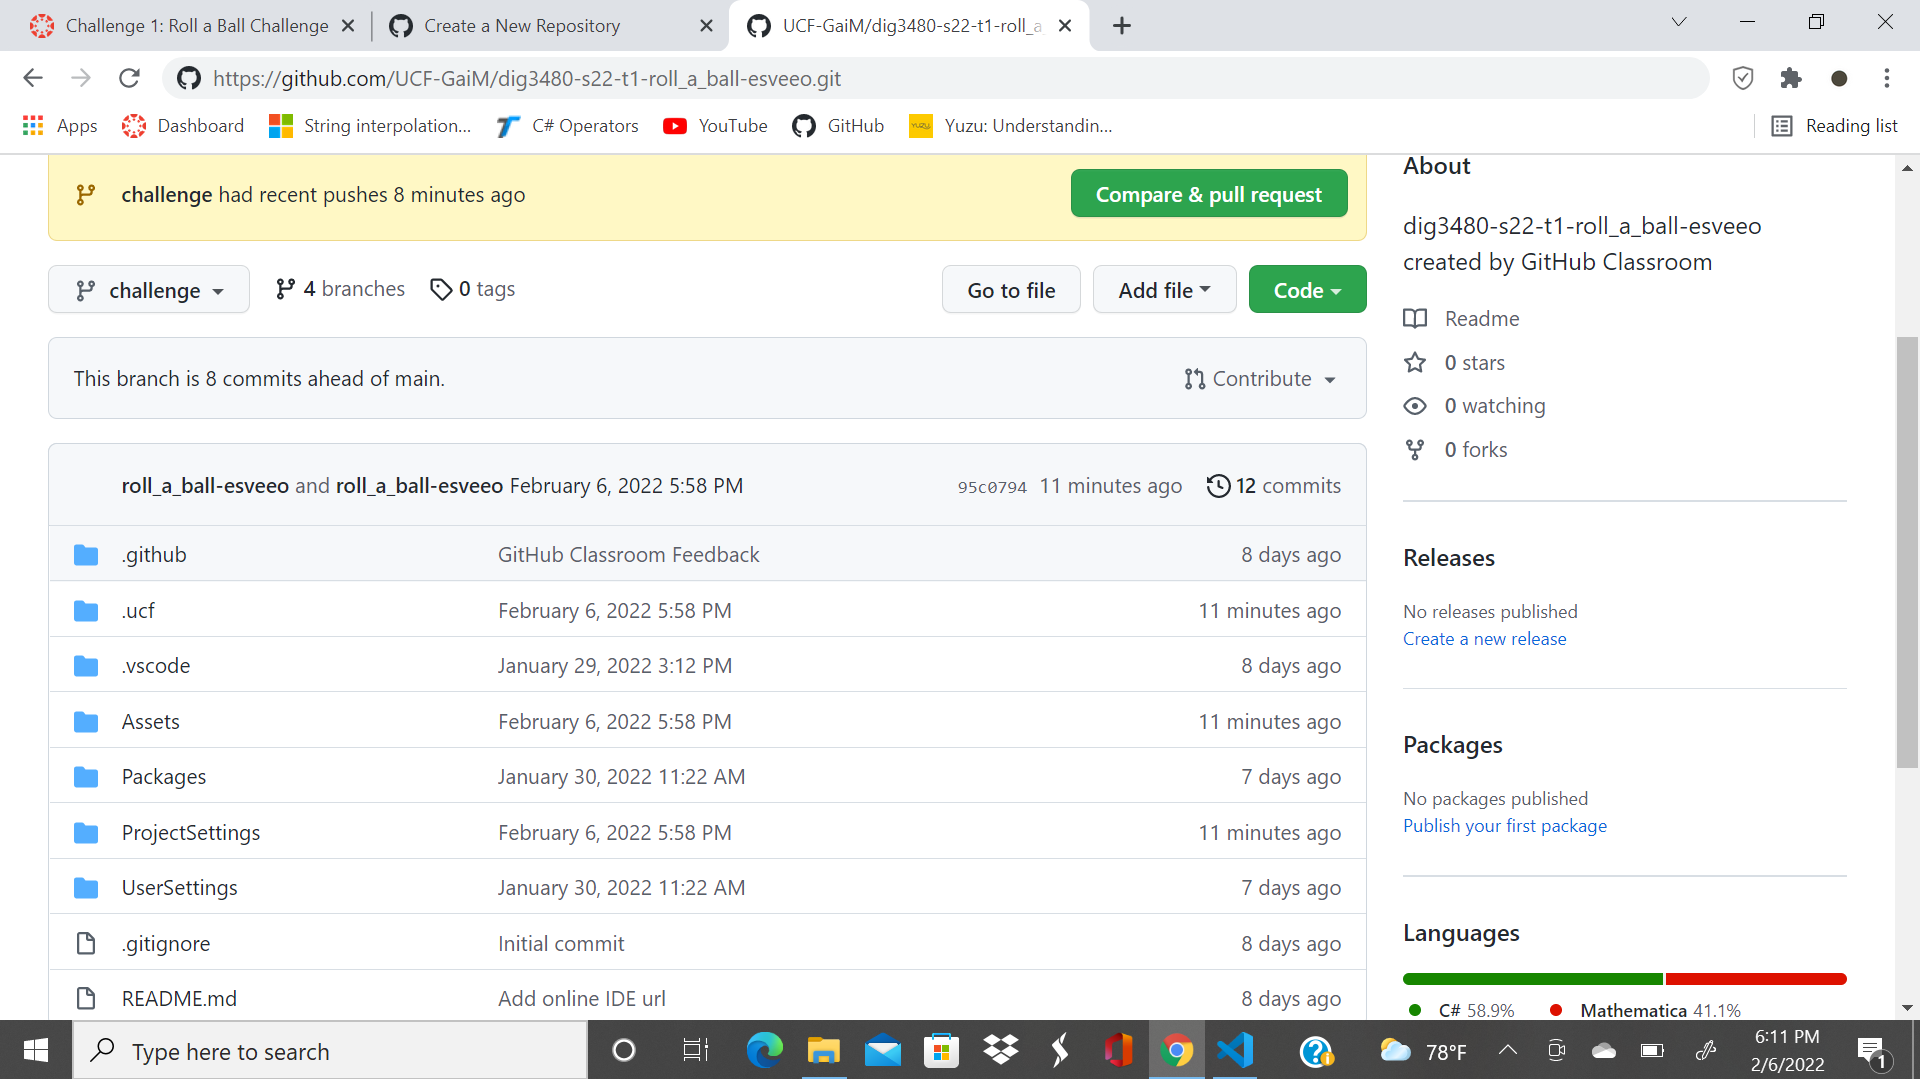 Challenge 1: Roll a Ball Challenge
Create a New Repository
UCF-GaiM/dig3480-s22-t1-roll_a
https://github.com/UCF-GaiM/dig3480-s22-t1-roll_a_ball-esveeo.git
Apps
Dashboard
String interpolation...
C# Operators
YouTube
GitHub
Yuzu: Understandin...
Reading list
challenge had recent pushes 8 minutes ago
Compare & pull request
challenge
4 branches
0 tags
Go to file
Add file
Code
This branch is 8 commits ahead of main.
Contribute
roll_a_ball-esveeo and roll_a_ball-esveeo February 6, 2022 5:58 PM
95c0794 11 minutes ago
12 commits
.github GitHub Classroom Feedback 8 days ago
.ucf February 6, 2022 5:58 PM 11 minutes ago
.vscode January 29, 2022 3:12 PM 8 days ago
Assets February 6, 2022 5:58 PM 11 minutes ago
Packages January 30, 2022 11:22 AM 7 days ago
ProjectSettings February 6, 2022 5:58 PM 11 minutes ago
UserSettings January 30, 2022 11:22 AM 7 days ago
.gitignore Initial commit 8 days ago
README.md Add online IDE url 8 days ago
About
dig3480-s22-t1-roll_a_ball-esveeo
created by GitHub Classroom
Readme
0 stars
0 watching
0 forks
Releases
No releases published
Create a new release
Packages
No packages published
Publish your first package
Languages
C# 58.9%
Mathematica 41.1%
Type here to search
78°F
6:11 PM
2/6/2022
1